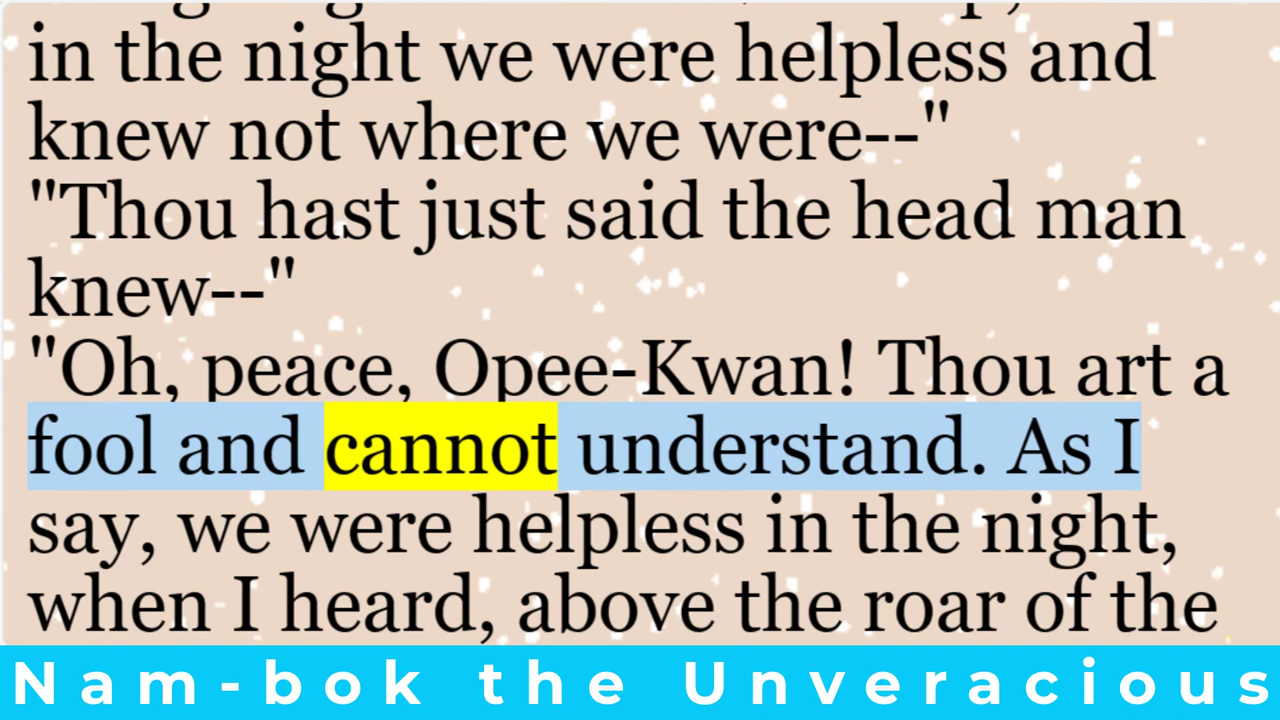 in the night we were helpless and
knew not where we were--"
"Thou hast just said the head man
knew--"
"Oh, peace, Opee-Kwan! Thou art a
fool and cannot understand. As I
say, we were helpless in the night,
when I heard, above the roar of the
Nam-bok the Unveracious